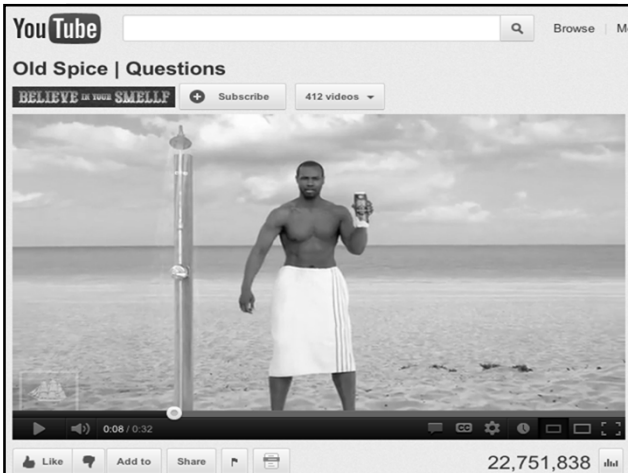 YouTube Browse
Old Spice | Questions
BELIEVE IN YOUR SMELLF Subscribe 412 videos
CC
0:08 / 0:32
Like Add to Share 22,751,838